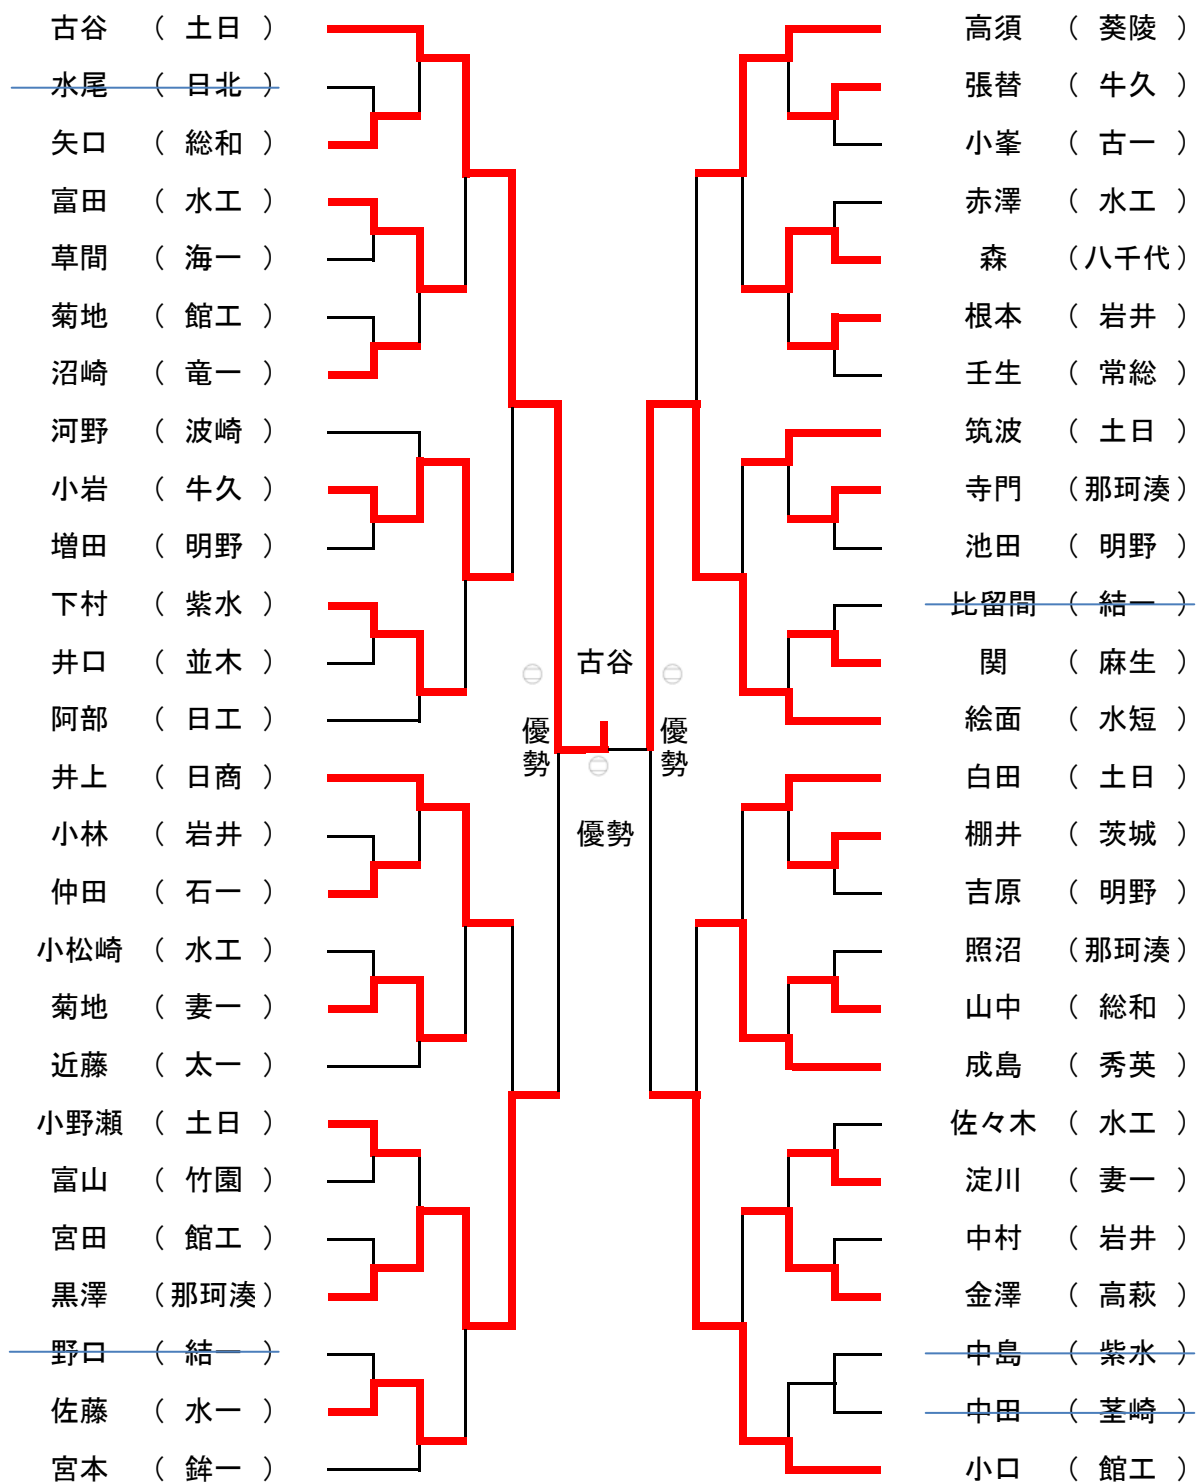 古谷 （ 土日 ）
水尾 （ 日北 ）
矢口 （ 総和 ）
富田 （ 水工 ）
草間 （ 海一 ）
菊地 （ 館工 ）
沼崎 （ 竜一 ）
河野 （ 波崎 ）
小岩 （ 牛久 ）
増田 （ 明野 ）
下村 （ 紫水 ）
井口 （ 並木 ）
阿部 （ 日工 ）
井上 （ 日商 ）
小林 （ 岩井 ）
仲田 （ 石一 ）
小松崎 （ 水工 ）
菊地 （ 妻一 ）
近藤 （ 太一 ）
小野瀬 （ 土日 ）
富山 （ 竹園 ）
宮田 （ 館工 ）
黒澤 （那珂湊）
野口 （ 結一 ）
佐藤 （ 水一 ）
宮本 （ 鉾一 ）
古谷
優勢
優勢
優勢
高須 （ 葵陵 ）
張替 （ 牛久 ）
小峯 （ 古一 ）
赤澤 （ 水工 ）
森 （八千代）
根本 （ 岩井 ）
壬生 （ 常総 ）
筑波 （ 土日 ）
寺門 （那珂湊）
池田 （ 明野 ）
比留間 （ 結一 ）
関 （ 麻生 ）
絵面 （ 水短 ）
白田 （ 土日 ）
棚井 （ 茨城 ）
吉原 （ 明野 ）
照沼 （那珂湊）
山中 （ 総和 ）
成島 （ 秀英 ）
佐々木 （ 水工 ）
淀川 （ 妻一 ）
中村 （ 岩井 ）
金澤 （ 高萩 ）
中島 （ 紫水 ）
中田 （ 茎崎 ）
小口 （ 館工 ）